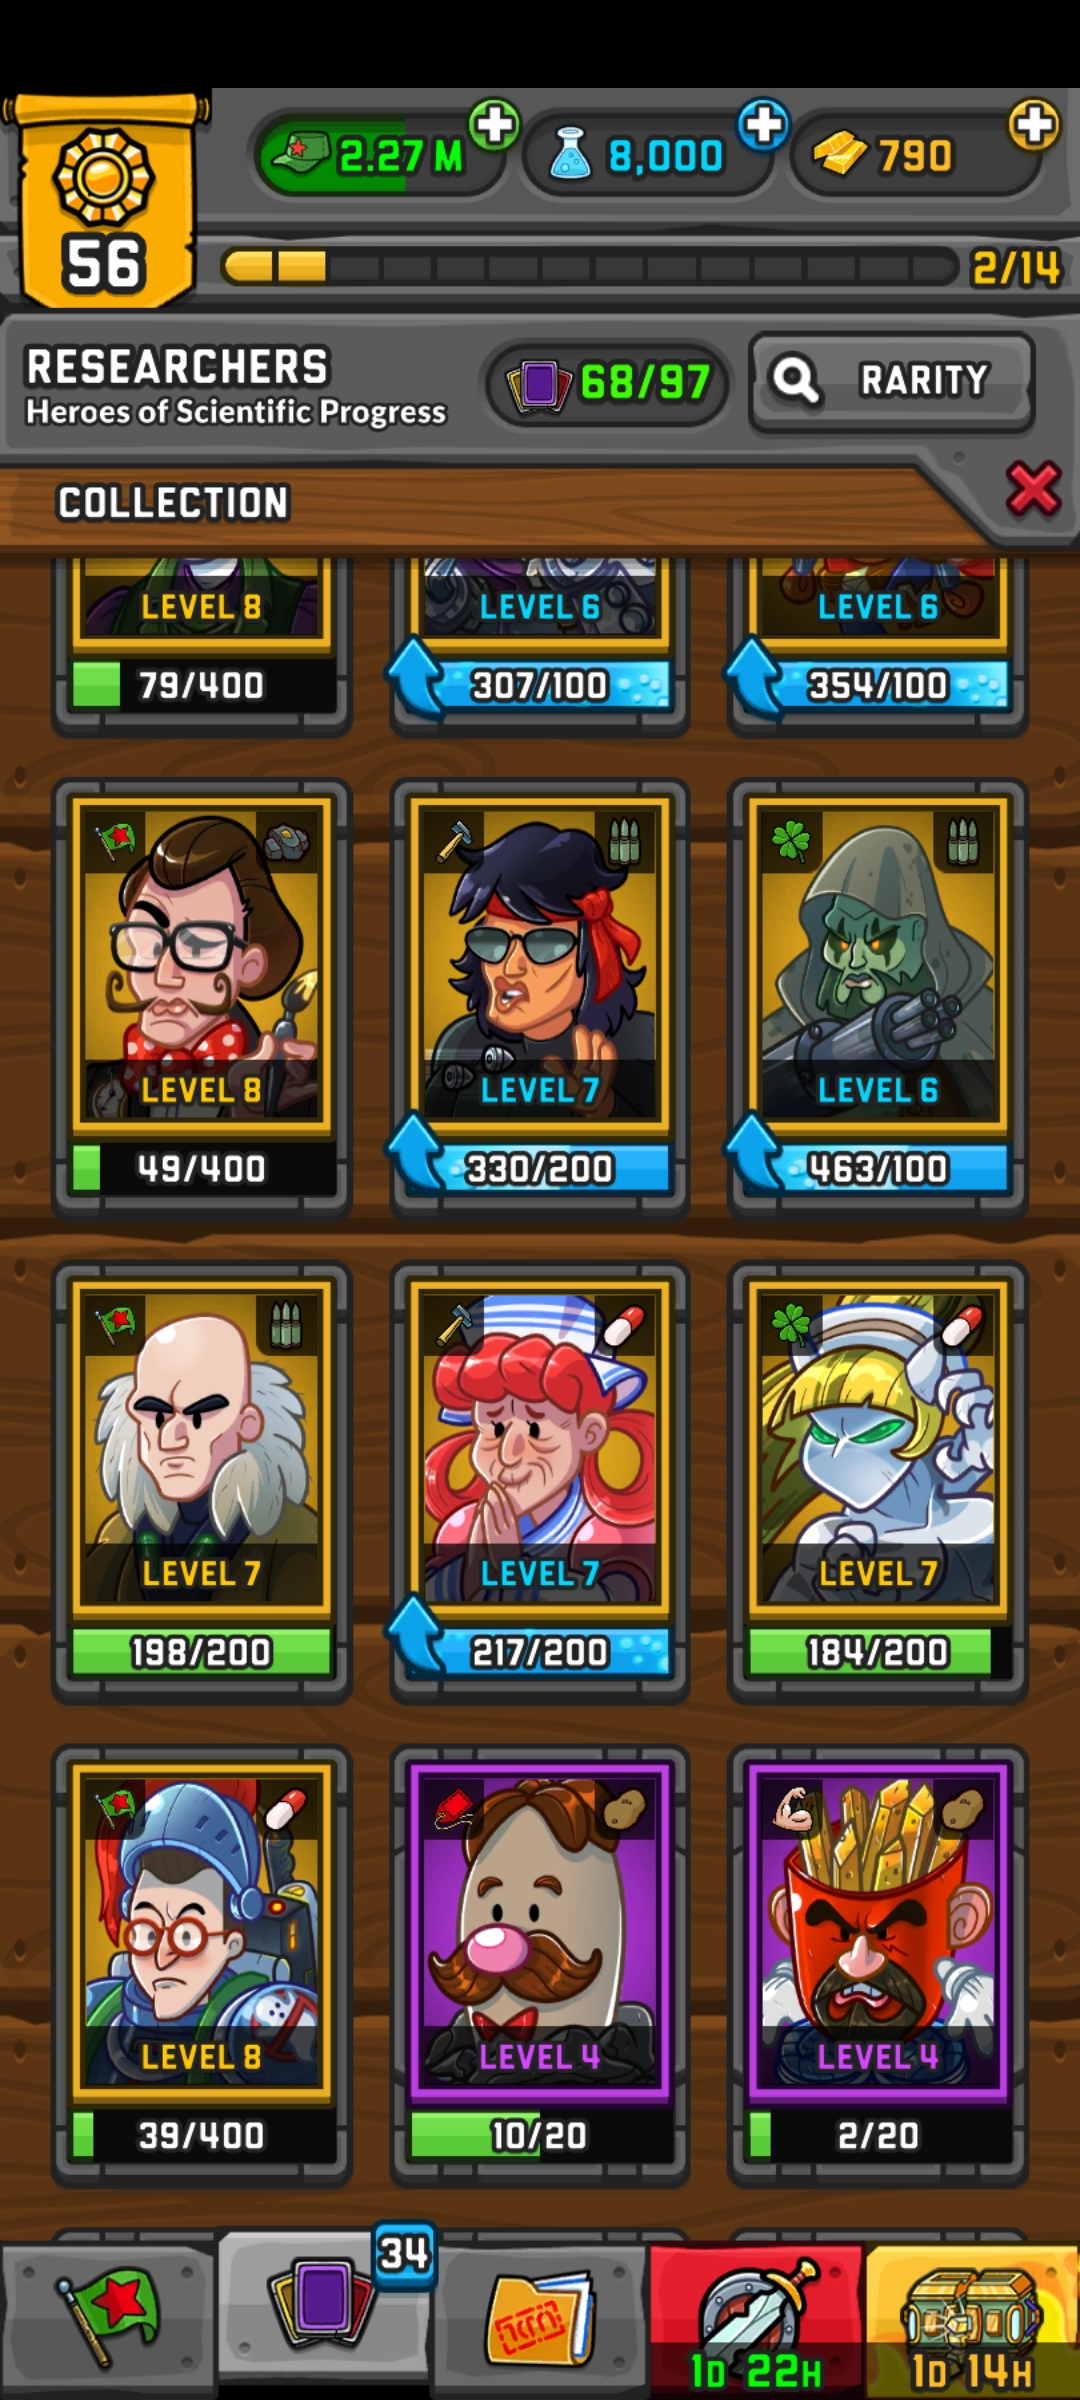 2.27 M
8,000
790
56
2/14
RESEARCHERS
Heroes of Scientific Progress
68/97
RARITY
COLLECTION
LEVEL 8
LEVEL 6
LEVEL 6
79/400
307/100
354/100
LEVEL 8
LEVEL 7
LEVEL 6
49/400
330/200
463/100
LEVEL 7
LEVEL 7
LEVEL 7
198/200
217/200
184/200
LEVEL 8
LEVEL 4
LEVEL 4
39/400
10/20
2/20
34
1D 22H
1D 14H